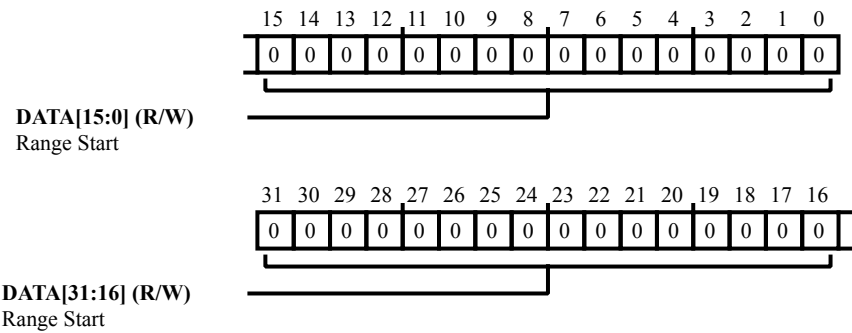 15 14 13 12 11 10 9 8 7 6 5 4 3 2 1 0
0 0 0 0 0 0 0 0 0 0 0 0 0 0 0 0
DATA[15:0] (R/W)
Range Start
31 30 29 28 27 26 25 24 23 22 21 20 19 18 17 16
0 0 0 0 0 0 0 0 0 0 0 0 0 0 0 0
DATA[31:16] (R/W)
Range Start